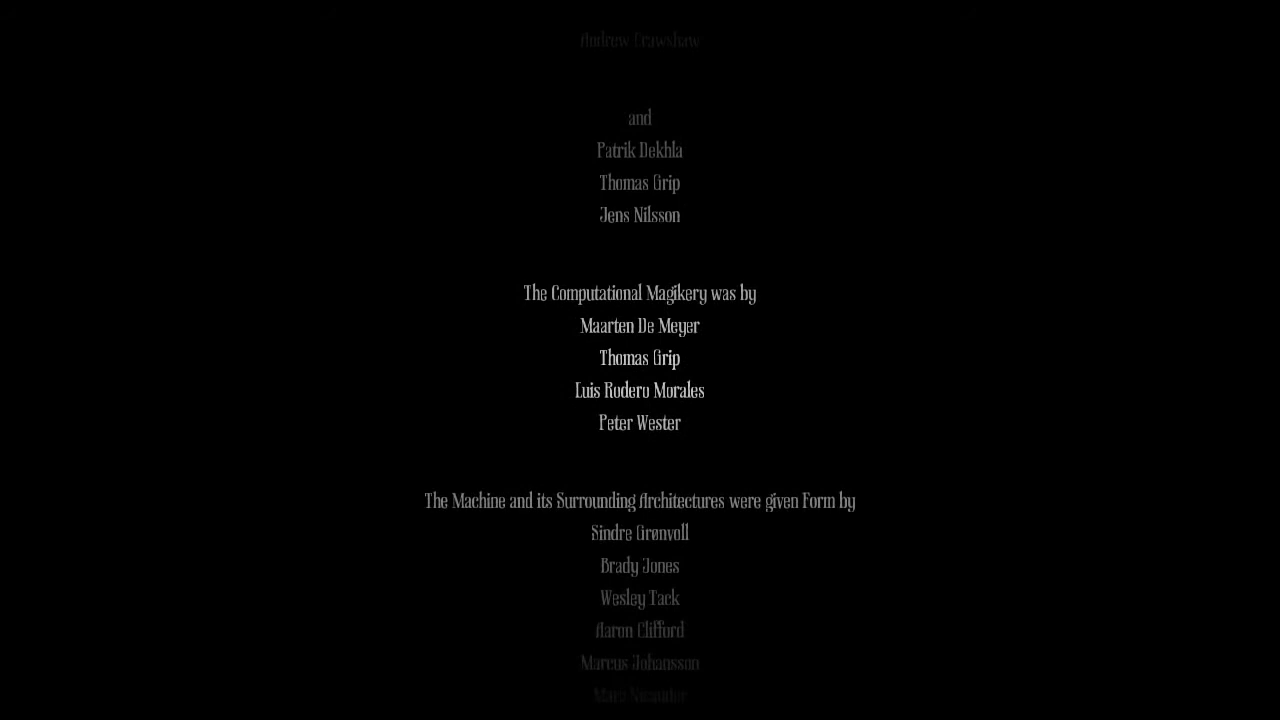 Andrew Crawshaw
and
Patrik Dekhla
Thomas Grip
Jens Nilsson
The Computational Magikery was by
Maarten De Meyer
Thomas Grip
Luis Rodero Morales
Peter Wester
The Machine and its Surrounding Architectures were given Form by
Sindre Grønvoll
Brady Jones
Wesley Tack
Aaron Clifford
Marcus Johansson
Marc Nicander